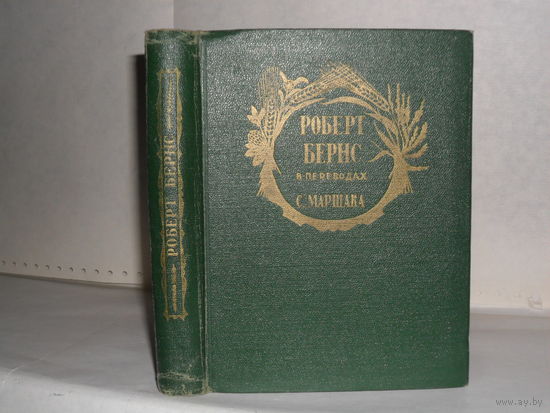 РОБЕРТ БЕРНС
РОБЕРТ
БЕРНС
В ПЕРЕВОДАХ
С. МАРШАКА
www.ay.by